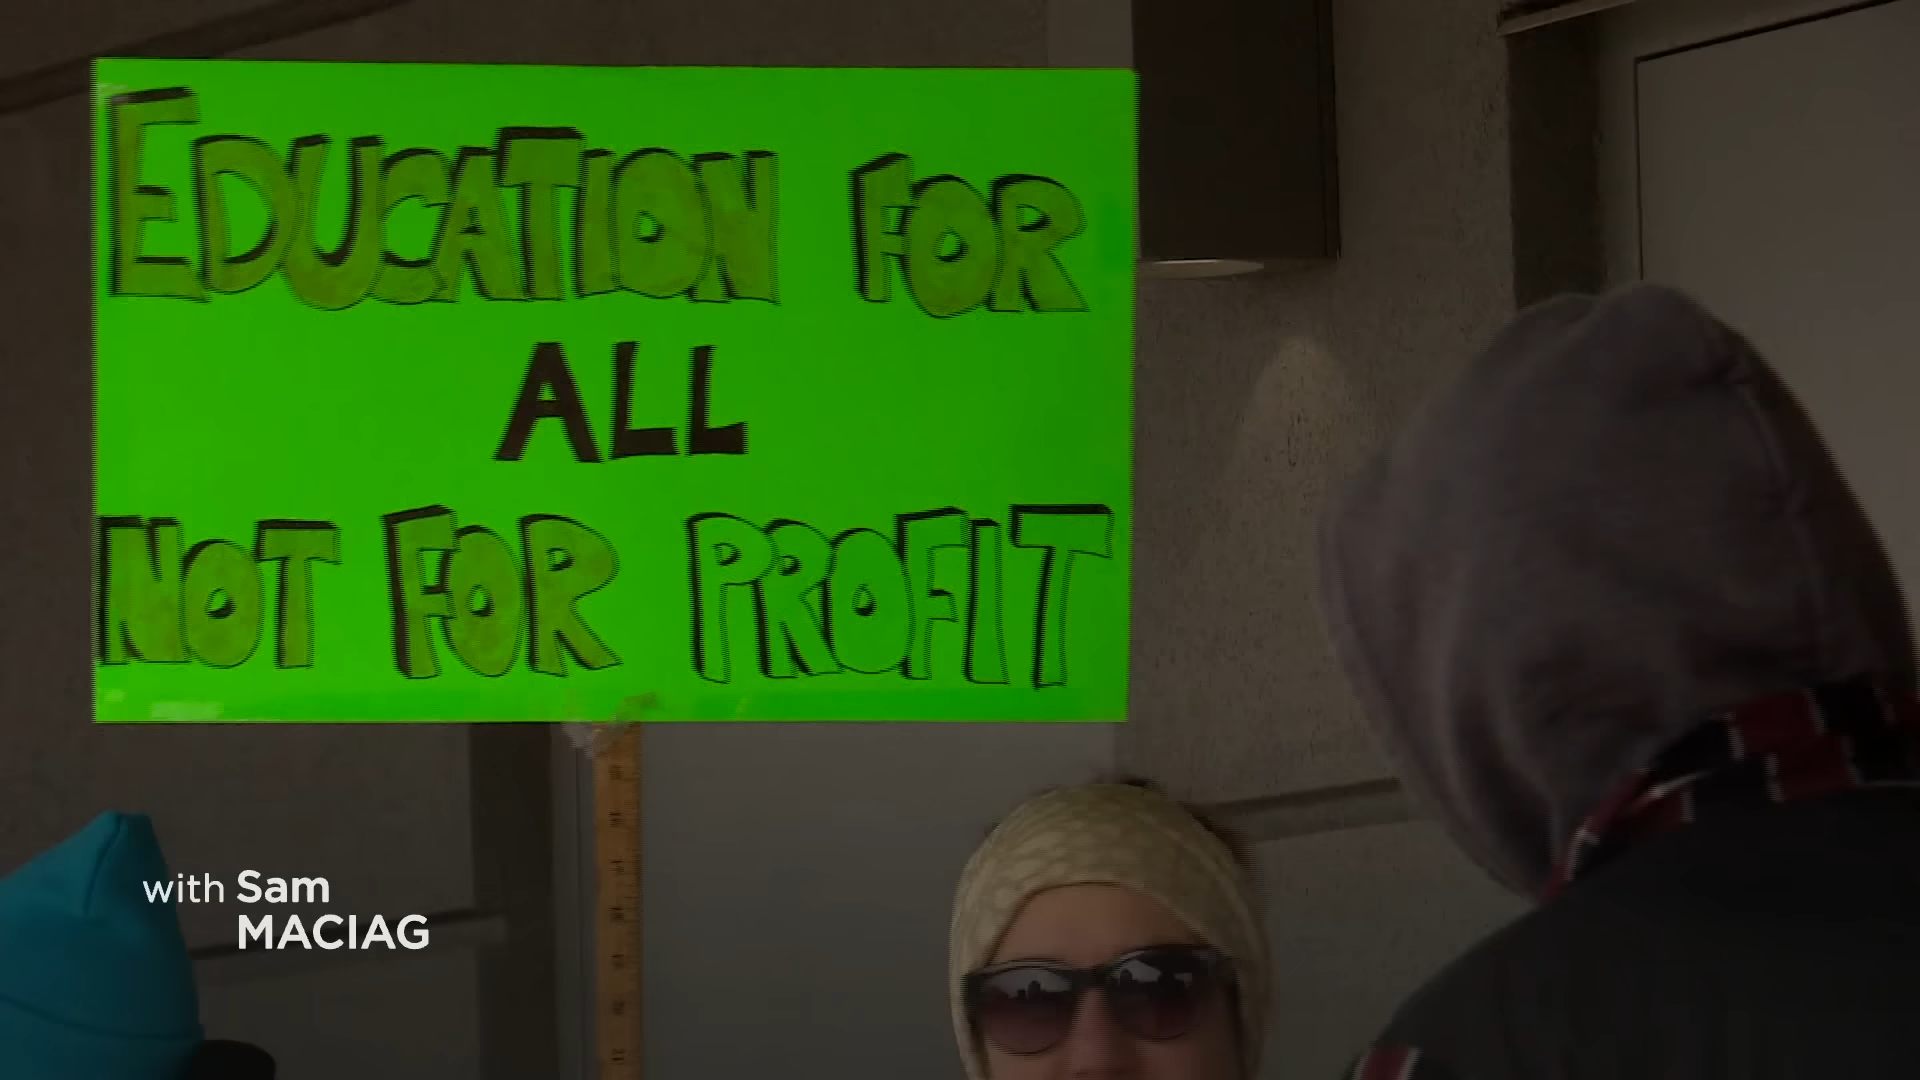 EDUCATION FOR
ALL
NOT FOR PROFIT
with Sam
MACIAG